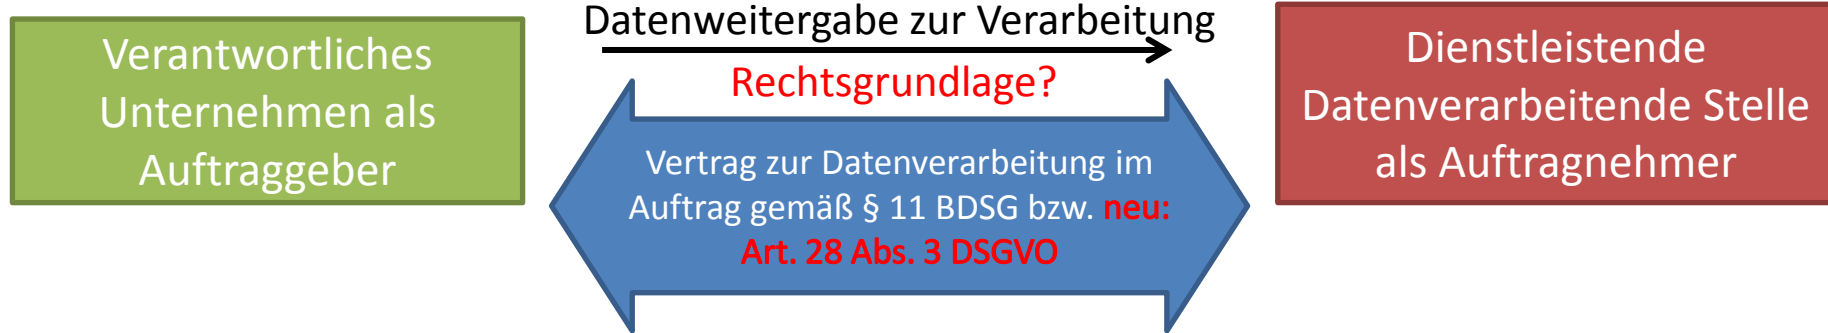 Verantwortliches
Unternehmen als
Auftraggeber
Datenweitergabe zur Verarbeitung
Rechtsgrundlage?
Vertrag zur Datenverarbeitung im
Auftrag gemäß § 11 BDSG bzw. neu:
Art. 28 Abs. 3 DSGVO
Dienstleistende
Datenverarbeitende Stelle
als Auftragnehmer